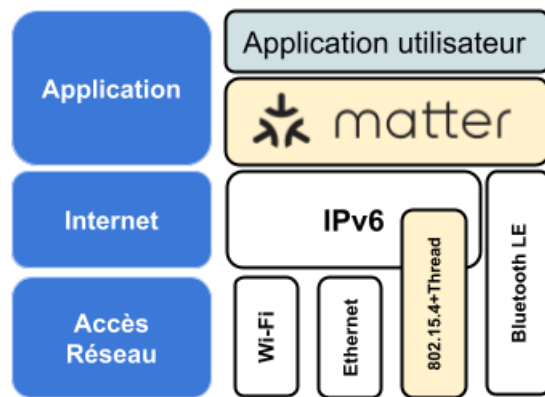 Application
Application utilisateur
matter
Internet
IPv6
Accès
Réseau
Wi-Fi
Ethernet
802.15.4+Thread
Bluetooth LE